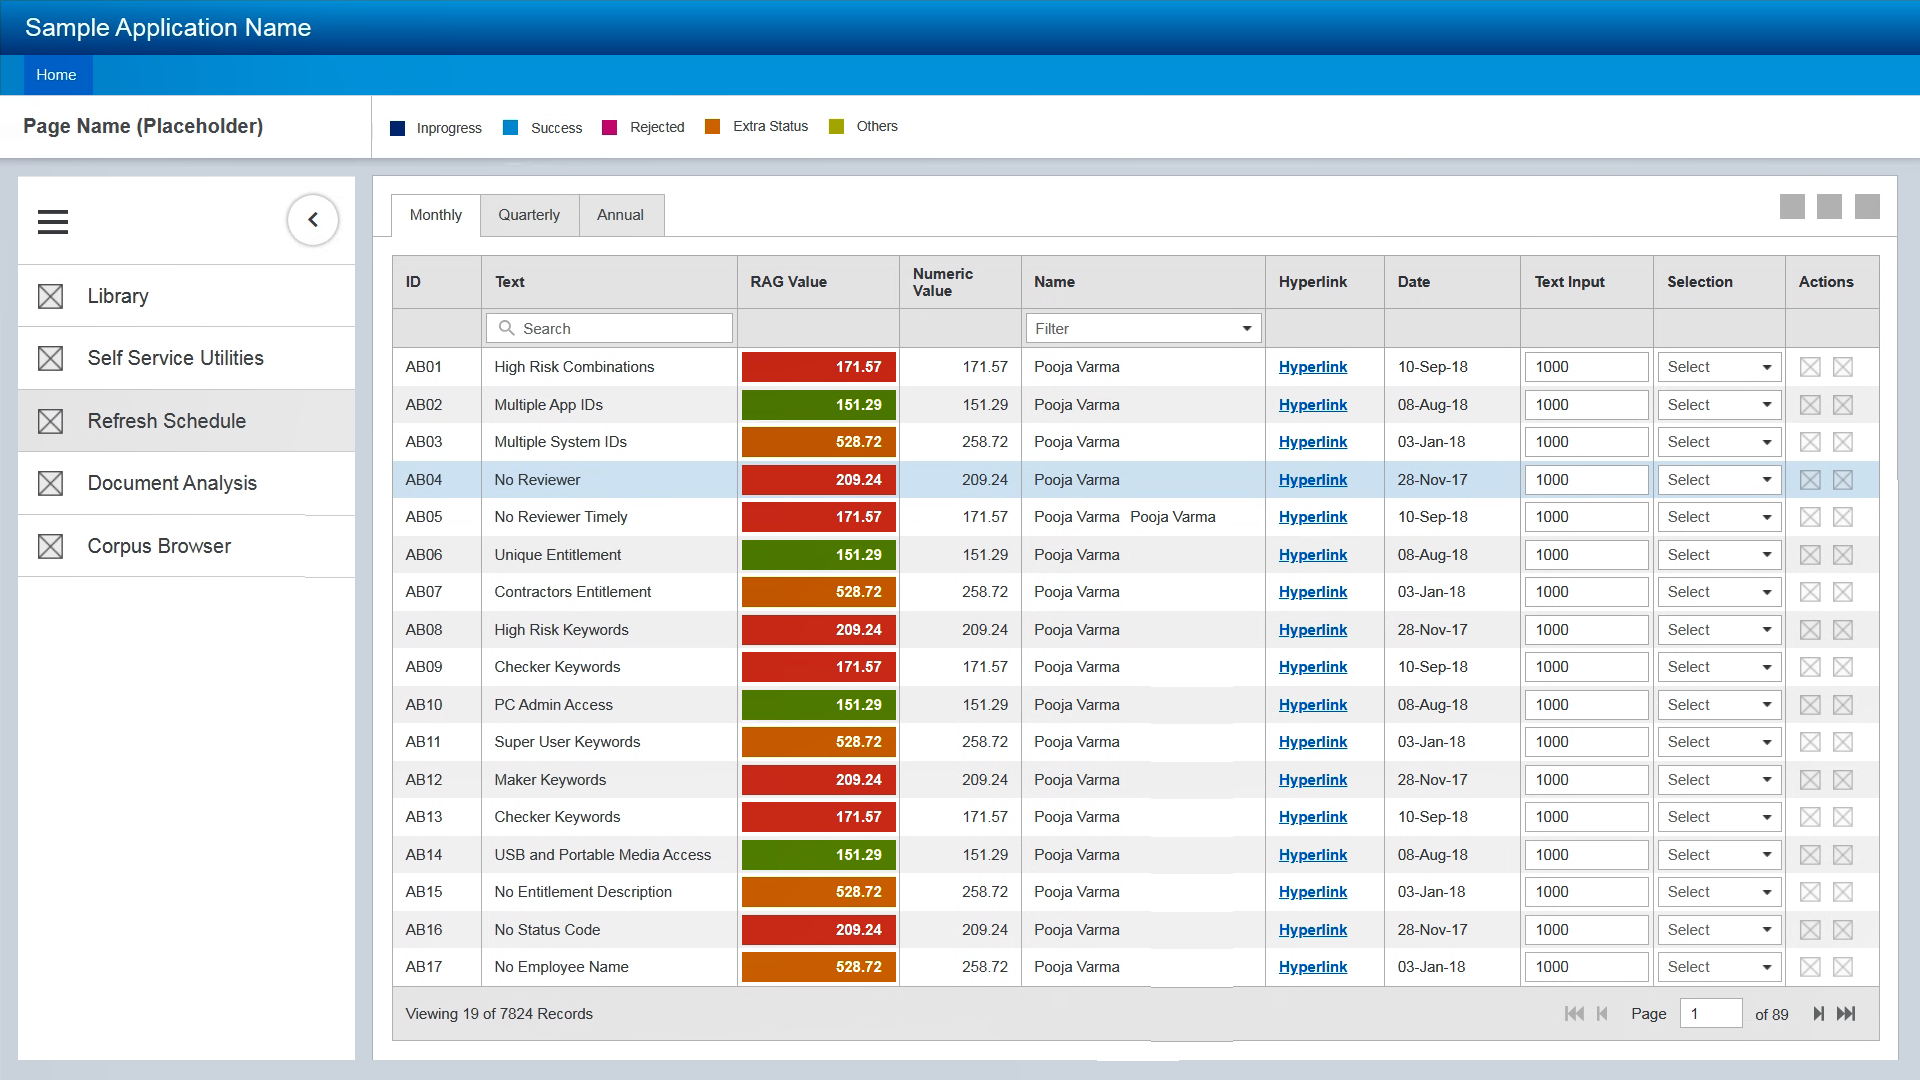 Sample Application Name
Home
Page Name (Placeholder)
Inprogress Success Rejected Extra Status Others
Library
Self Service Utilities
Refresh Schedule
Document Analysis
Corpus Browser
Monthly Quarterly Annual
ID Text RAG Value Numeric Value Name Hyperlink Date Text Input Selection Actions
Search Filter
AB01 High Risk Combinations 171.57 171.57 Pooja Varma Hyperlink 10-Sep-18 1000 Select
AB02 Multiple App IDs 151.29 151.29 Pooja Varma Hyperlink 08-Aug-18 1000 Select
AB03 Multiple System IDs 528.72 258.72 Pooja Varma Hyperlink 03-Jan-18 1000 Select
AB04 No Reviewer 209.24 209.24 Pooja Varma Hyperlink 28-Nov-17 1000 Select
AB05 No Reviewer Timely 171.57 171.57 Pooja Varma Pooja Varma Hyperlink 10-Sep-18 1000 Select
AB06 Unique Entitlement 151.29 151.29 Pooja Varma Hyperlink 08-Aug-18 1000 Select
AB07 Contractors Entitlement 528.72 258.72 Pooja Varma Hyperlink 03-Jan-18 1000 Select
AB08 High Risk Keywords 209.24 209.24 Pooja Varma Hyperlink 28-Nov-17 1000 Select
AB09 Checker Keywords 171.57 171.57 Pooja Varma Hyperlink 10-Sep-18 1000 Select
AB10 PC Admin Access 151.29 151.29 Pooja Varma Hyperlink 08-Aug-18 1000 Select
AB11 Super User Keywords 528.72 258.72 Pooja Varma Hyperlink 03-Jan-18 1000 Select
AB12 Maker Keywords 209.24 209.24 Pooja Varma Hyperlink 28-Nov-17 1000 Select
AB13 Checker Keywords 171.57 171.57 Pooja Varma Hyperlink 10-Sep-18 1000 Select
AB14 USB and Portable Media Access 151.29 151.29 Pooja Varma Hyperlink 08-Aug-18 1000 Select
AB15 No Entitlement Description 528.72 258.72 Pooja Varma Hyperlink 03-Jan-18 1000 Select
AB16 No Status Code 209.24 209.24 Pooja Varma Hyperlink 28-Nov-17 1000 Select
AB17 No Employee Name 528.72 258.72 Pooja Varma Hyperlink 03-Jan-18 1000 Select
Viewing 19 of 7824 Records Page 1 of 89